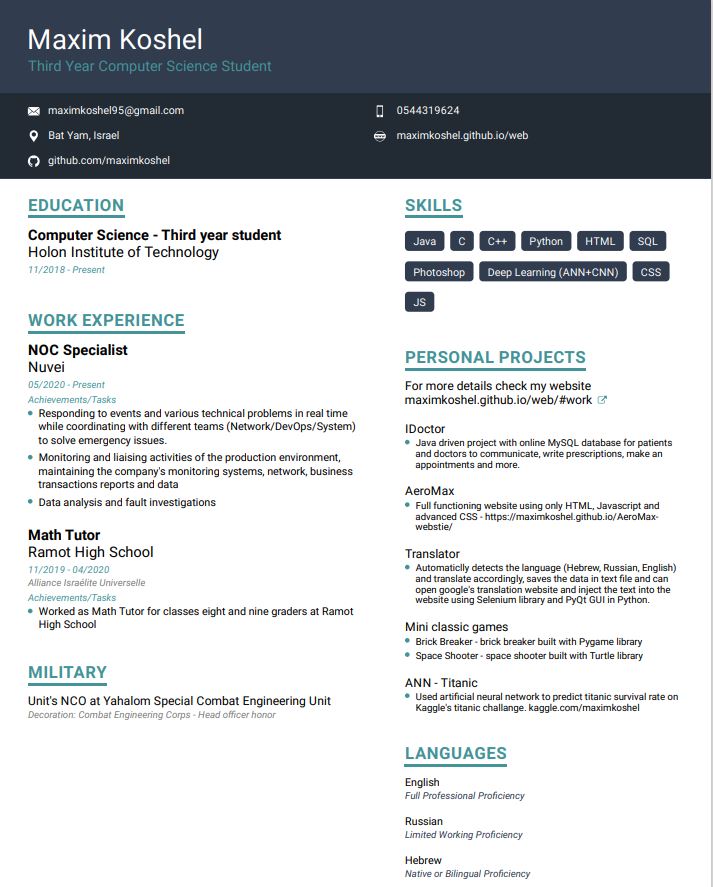 Maxim Koshel
Third Year Computer Science Student
maximkoshel95@gmail.com
0544319624
Bat Yam, Israel
maximkoshel.github.io/web
github.com/maximkoshel
EDUCATION
Computer Science - Third year student
Holon Institute of Technology
11/2018 - Present
WORK EXPERIENCE
NOC Specialist
Nuvei
05/2020 - Present
Achievements/Tasks
Responding to events and various technical problems in real time
while coordinating with different teams (Network/DevOps/System)
to solve emergency issues.
Monitoring and liaising activities of the production environment,
maintaining the company's monitoring systems, network, business
transactions reports and data
Data analysis and fault investigations
Math Tutor
Ramot High School
11/2019 - 04/2020
Alliance Israélite Universelle
Achievements/Tasks
Worked as Math Tutor for classes eight and nine graders at Ramot
High School
MILITARY
Unit's NCO at Yahalom Special Combat Engineering Unit
Decoration: Combat Engineering Corps - Head officer honor
SKILLS
Java C C++ Python HTML SQL
Photoshop Deep Learning (ANN+CNN) CSS
JS
PERSONAL PROJECTS
For more details check my website
maximkoshel.github.io/web/#work
IDoctor
Java driven project with online MySQL database for patients
and doctors to communicate, write prescriptions, make an
appointments and more.
AeroMax
Full functioning website using only HTML, Javascript and
advanced CSS - https://maximkoshel.github.io/AeroMax-
webstie/
Translator
Automaticlly detects the language (Hebrew, Russian, English)
and translate accordingly, saves the data in text file and can
open google's translation website and inject the text into the
website using Selenium library and PyQt GUI in Python.
Mini classic games
Brick Breaker - brick breaker built with Pygame library
Space Shooter - space shooter built with Turtle library
ANN - Titanic
Used artificial neural network to predict titanic survival rate on
Kaggle's titanic challange. kaggle.com/maximkoshel
LANGUAGES
English
Full Professional Proficiency
Russian
Limited Working Proficiency
Hebrew
Native or Bilingual Proficiency